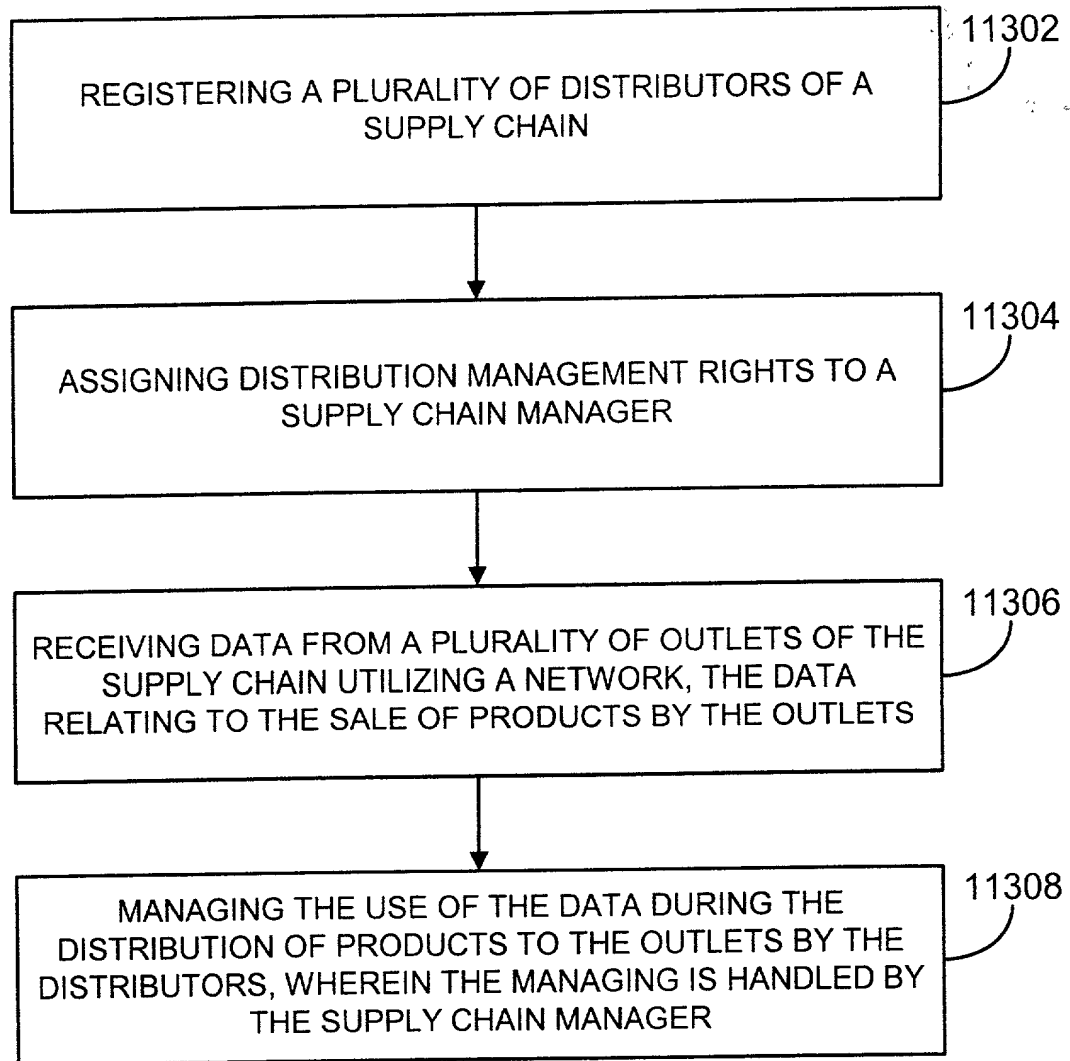 11302
REGISTERING A PLURALITY OF DISTRIBUTORS OF A
SUPPLY CHAIN
11304
ASSIGNING DISTRIBUTION MANAGEMENT RIGHTS TO A
SUPPLY CHAIN MANAGER
11306
RECEIVING DATA FROM A PLURALITY OF OUTLETS OF THE
SUPPLY CHAIN UTILIZING A NETWORK, THE DATA
RELATING TO THE SALE OF PRODUCTS BY THE OUTLETS
11308
MANAGING THE USE OF THE DATA DURING THE
DISTRIBUTION OF PRODUCTS TO THE OUTLETS BY THE
DISTRIBUTORS, WHEREIN THE MANAGING IS HANDLED BY
THE SUPPLY CHAIN MANAGER